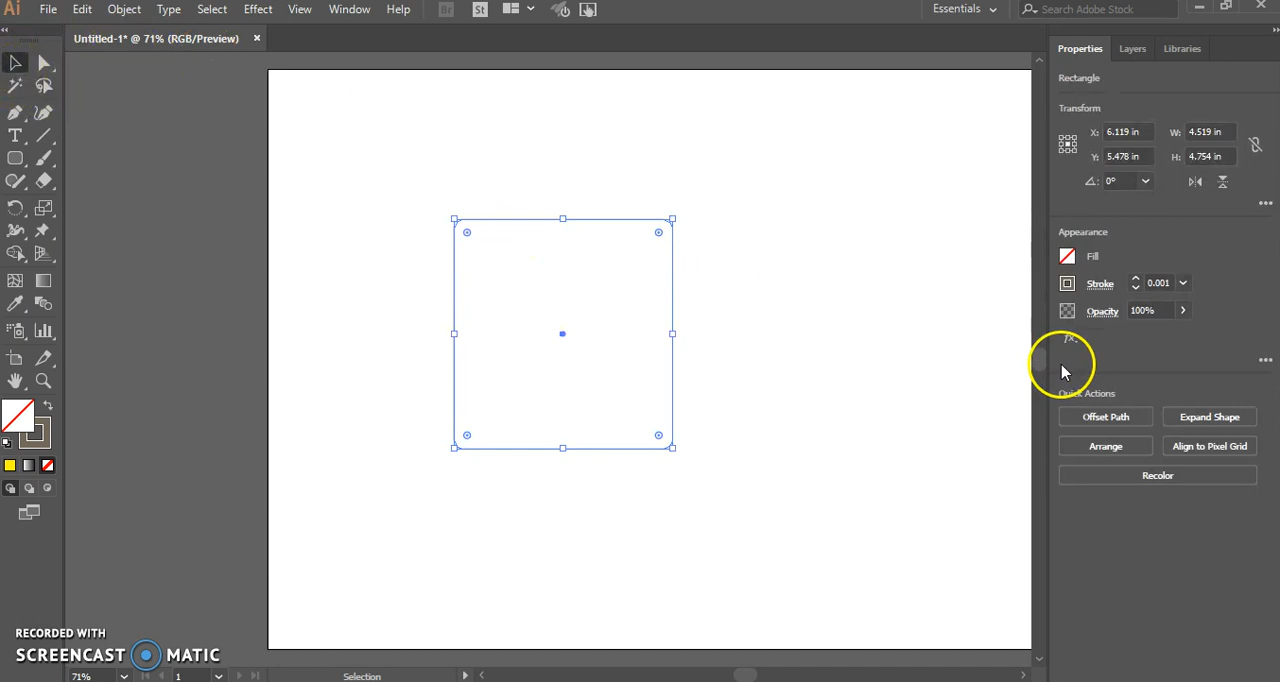 Ai File Edit Object Type Select Effect View Window Help Br St Essentials Search Adobe Stock
Untitled-1* @ 71% (RGB/Preview)
Properties Layers Libraries
Rectangle
Transform
X: 6.119 in W: 4.519 in
Y: 5.478 in H: 4.754 in
0°
Appearance
Fill
Stroke 0.001
Opacity 100%
fx.
Quick Actions
Offset Path Expand Shape
Arrange Align to Pixel Grid
Recolor
RECORDED WITH
SCREENCAST MATIC
71% 1 Selection